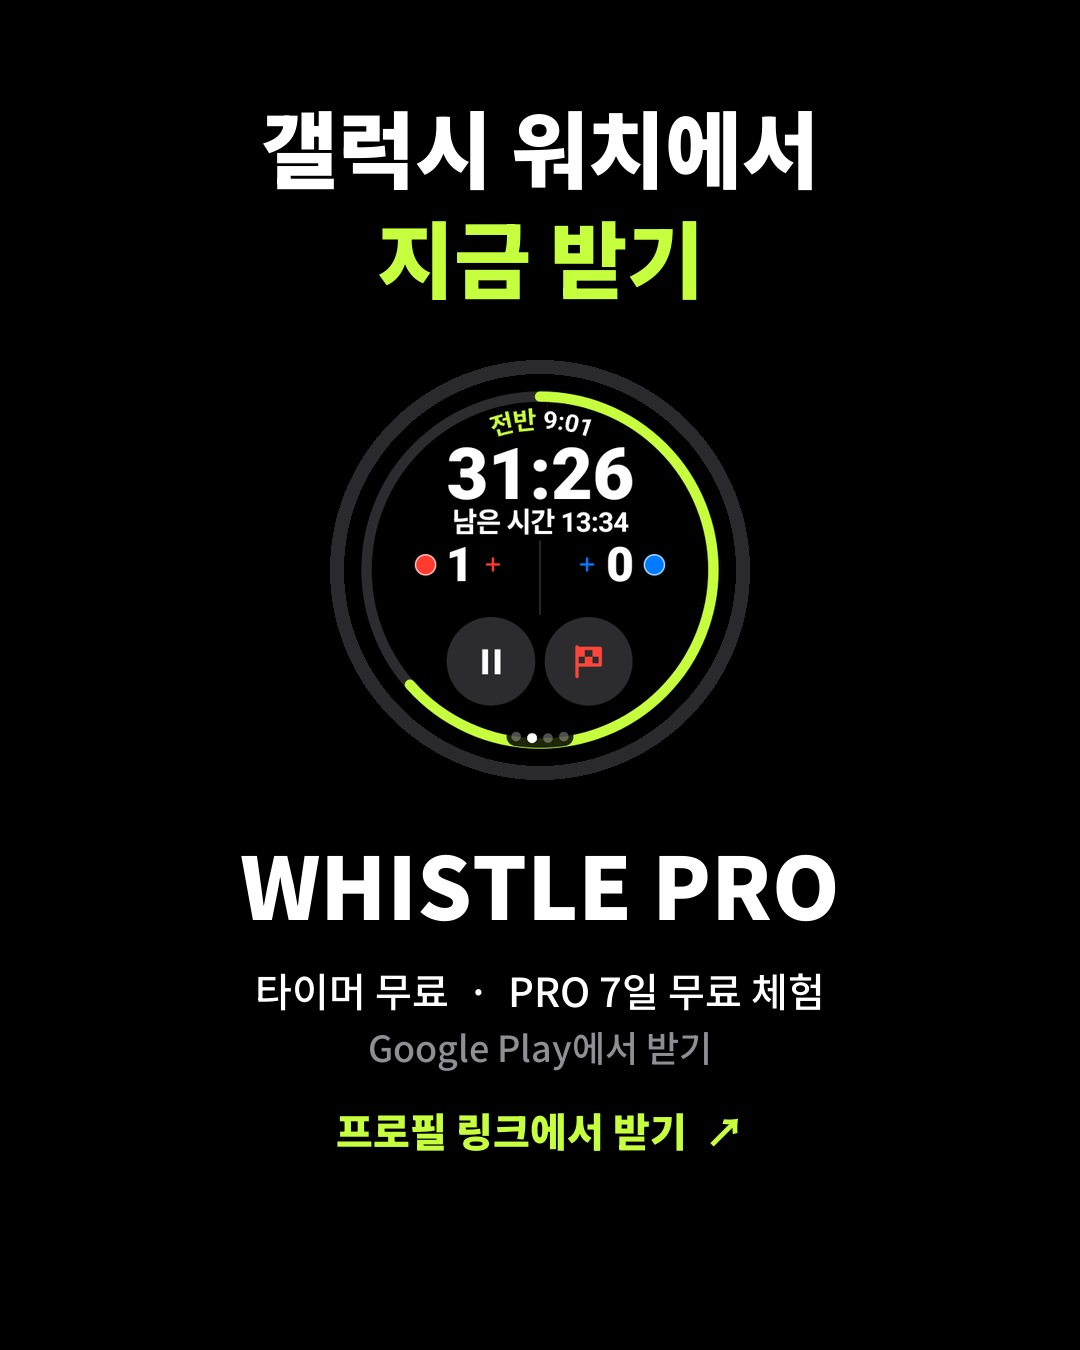 갤럭시 워치에서
지금 받기
전반 9:01
31:26
남은 시간 13:34
1 + + 0
WHISTLE PRO
타이머 무료 · PRO 7일 무료 체험
Google Play에서 받기
프로필 링크에서 받기 ↗